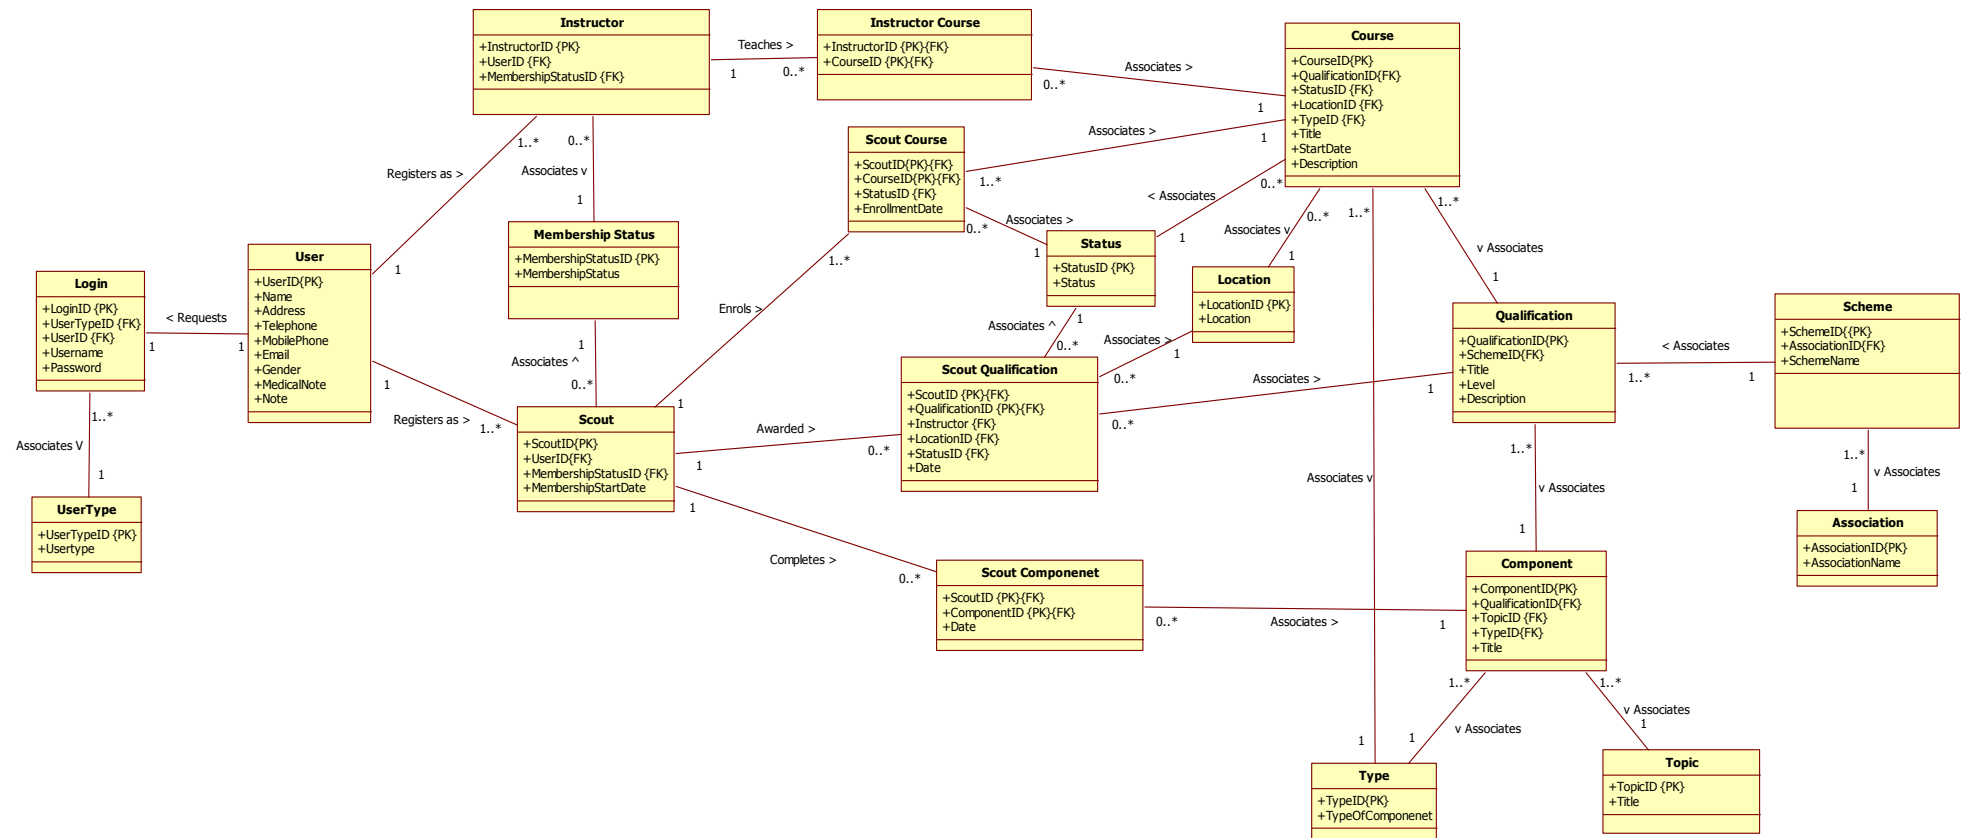 Instructor
+InstructorID {PK}
+UserID {FK}
+MembershipStatusID {FK}
Teaches >
1
0..*
Instructor Course
+InstructorID {PK}{FK}
+CourseID {PK}{FK}
Associates >
0..*
1
Course
+CourseID{PK}
+QualificationID{FK}
+StatusID {FK}
+LocationID {FK}
+TypeID {FK}
+Title
+StartDate
+Description
Registers as >
1..*
1
0..*
Associates v
1
Scout Course
+ScoutID{PK}{FK}
+CourseID{PK}{FK}
+StatusID {FK}
+EnrollmentDate
Associates >
1
1..*
Associates >
0..*
1
< Associates
0..*
1
Associates v
0..*
1
1..*
1..*
v Associates
1
Membership Status
+MembershipStatusID {PK}
+MembershipStatus
Status
+StatusID {PK}
+Status
Location
+LocationID {PK}
+Location
Login
+LoginID {PK}
+UserTypeID {FK}
+UserID {FK}
+Username
+Password
< Requests
1
1
User
+UserID{PK}
+Name
+Address
+Telephone
+MobilePhone
+Email
+Gender
+MedicalNote
+Note
1
Registers as >
1..*
1
Associates ^
0..*
Enrols >
1..*
1
Associates ^
1
0..*
Associates >
1
0..*
Qualification
+QualificationID{PK}
+SchemeID{FK}
+Title
+Level
+Description
< Associates
1..*
1
Scheme
+SchemeID{{PK}
+AssociationID{FK}
+SchemeName
Scout Qualification
+ScoutID {PK}{FK}
+QualificationID {PK}{FK}
+Instructor {FK}
+LocationID {FK}
+StatusID {FK}
+Date
Associates >
0..*
1
Scout
+ScoutID{PK}
+UserID{FK}
+MembershipStatusID {FK}
+MembershipStartDate
Awarded >
1
0..*
1..*
Associates V
1
UserType
+UserTypeID {PK}
+Usertype
1
Completes >
0..*
Associates v
1
1..*
v Associates
1
1..*
v Associates
1
Association
+AssociationID{PK}
+AssociationName
Scout Componenet
+ScoutID {PK}{FK}
+ComponentID {PK}{FK}
+Date
0..*
Associates >
1
Component
+ComponentID{PK}
+QualificationID{FK}
+TopicID {FK}
+TypeID{FK}
+Title
1..*
v Associates
1
1..*
v Associates
1
Type
+TypeID{PK}
+TypeOfComponenet
Topic
+TopicID {PK}
+Title